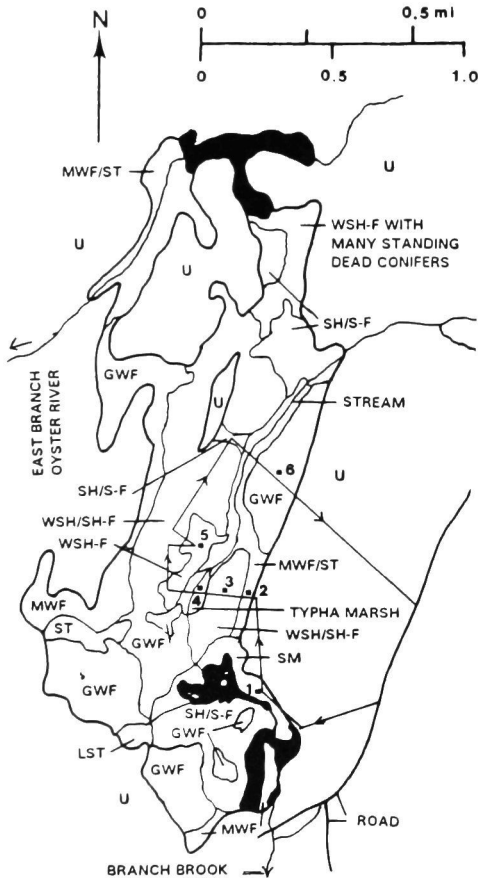 N
0 0.5 mi
0 0.5 1.0
MWF/ST
U
U
U
WSH-F WITH
MANY STANDING
DEAD CONIFERS
SH/S-F
GWF
EAST BRANCH
OYSTER RIVER
U
STREAM
SH/S-F
6
GWF
U
WSH/SH-F
5
WSH-F
MWF/ST
3
2
4
MWF
TYPHA MARSH
ST
GWF
WSH/SH-F
SM
GWF
1
SH/S-F
GWF
LST
GWF
U
MWF
ROAD
BRANCH BROOK